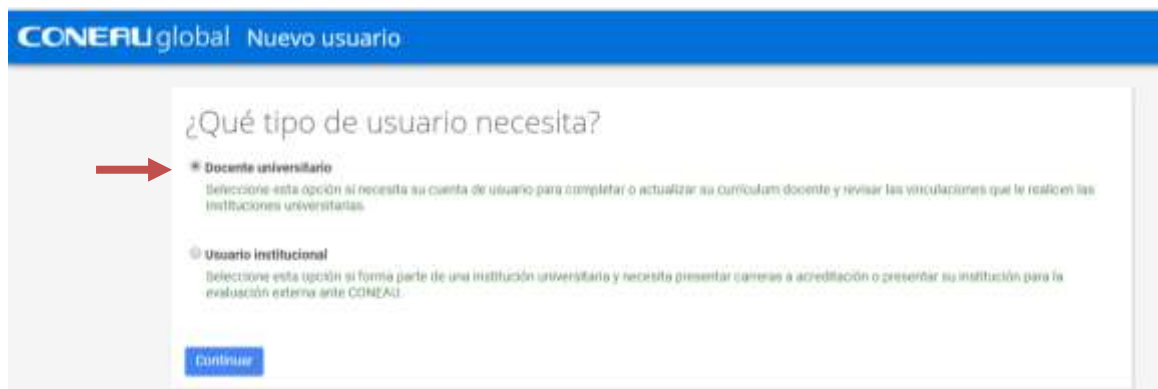 CONEAU global Nuevo usuario
¿Qué tipo de usuario necesita?
Docente universitario
Seleccione esta opción si necesita su cuenta de usuario para completar o actualizar su curriculum docente y revisar las vinculaciones que le realicen las
instituciones universitarias.
Usuario institucional
Seleccione esta opción si forma parte de una institución universitaria y necesita presentar carreras a acreditación o presentar su institución para la
evaluación externa ante CONEAU.
Continuar